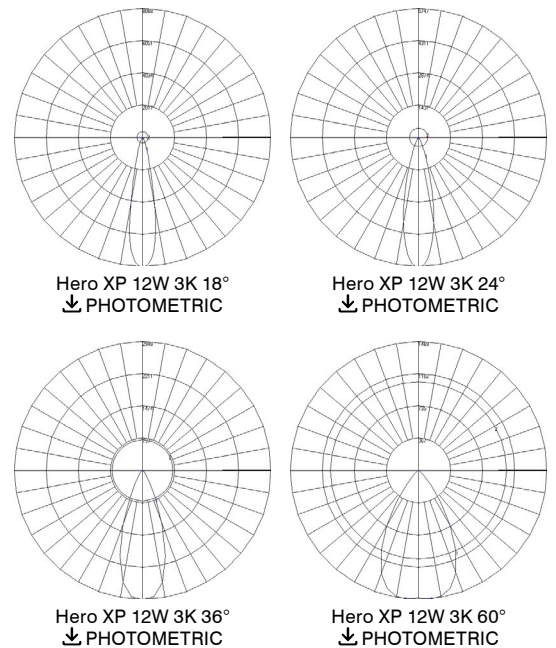 Hero XP 12W 3K 18°
PHOTOMETRIC
Hero XP 12W 3K 24°
PHOTOMETRIC
Hero XP 12W 3K 36°
PHOTOMETRIC
Hero XP 12W 3K 60°
PHOTOMETRIC